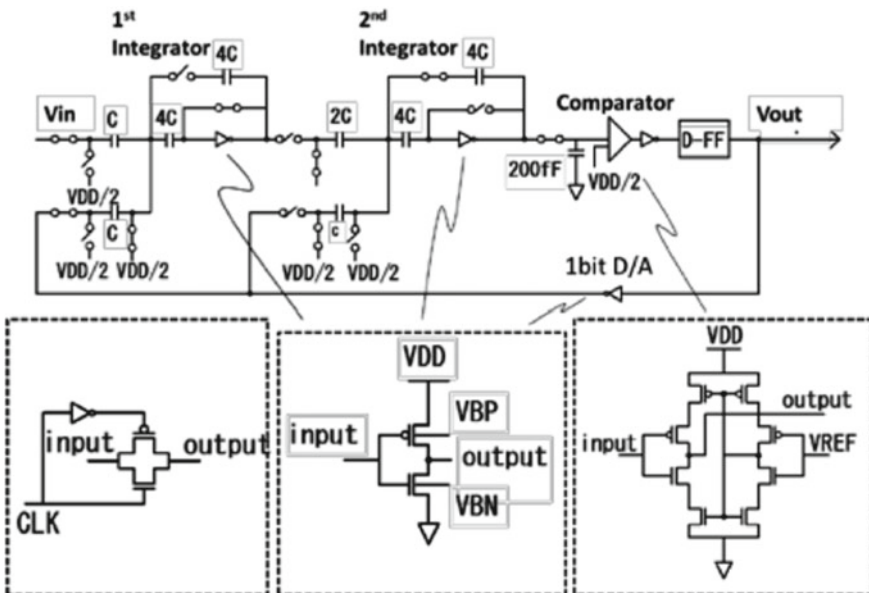 1st
Integrator
2nd
Integrator
4C
4C
Vin
C
4C
2C
4C
Comparator
Vout
D-FF
200fF
VDD/2
VDD/2
C
VDD/2
VDD/2
c
VDD/2
VDD/2
1bit D/A
input
output
CLK
VDD
VBP
input
output
VBN
VDD
output
input
VREF